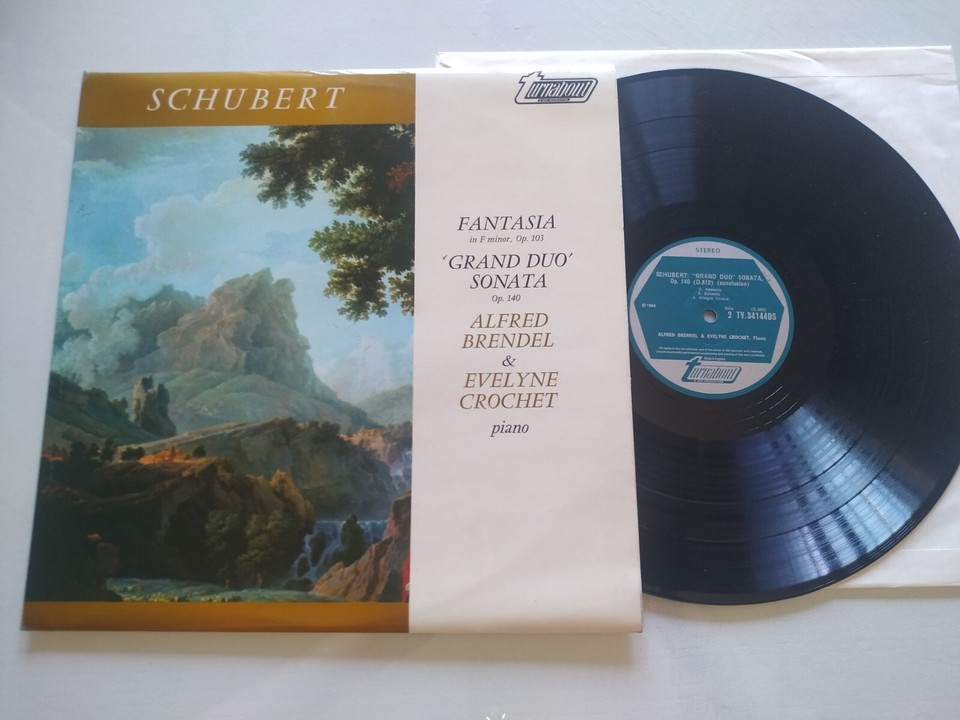 SCHUBERT
turnabout
FANTASIA
in F minor, Op. 103
‘GRAND DUO’
SONATA
Op. 140
ALFRED
BRENDEL
&
EVELYNE
CROCHET
piano
STEREO
SCHUBERT: "GRAND DUO" SONATA,
Op. 140 (D.812) (conclusion)
Side
2 TV.34144DS
ALFRED BRENDEL & EVELYNE CROCHET, Piano
turnabout